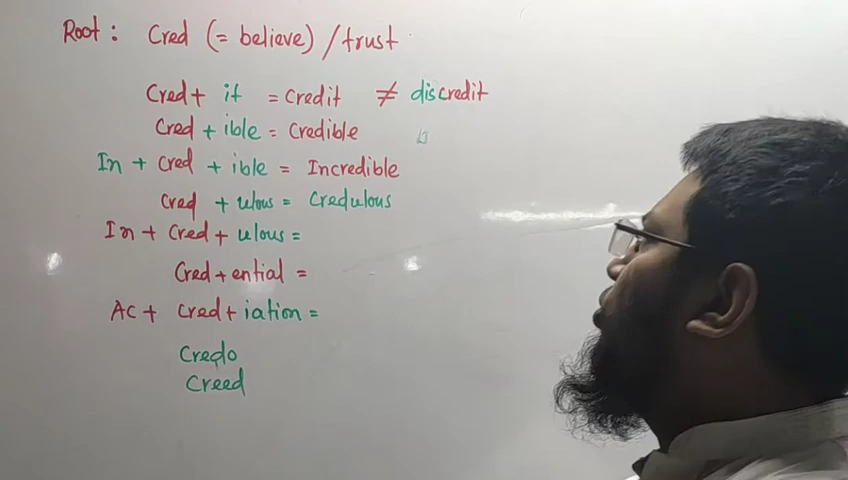 Root: Cred (= believe) / trust
Cred + it = credit ≠ discredit
Cred + ible = Credible
In + cred + ible = Incredible
cred + ulous = Credulous
In + cred + ulous =
Cred + ential =
AC + cred + iation =
Credo
Creed